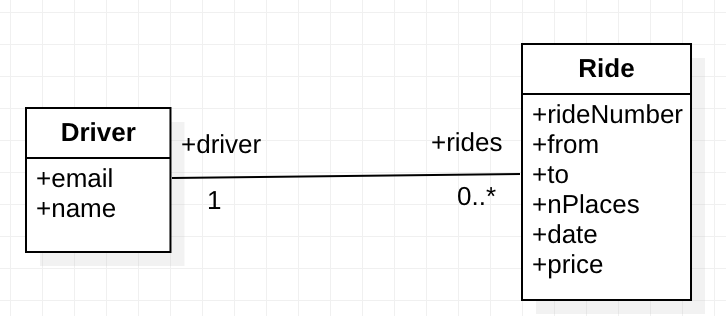 Driver
+email
+name
+driver
1
+rides
0..*
Ride
+rideNumber
+from
+to
+nPlaces
+date
+price